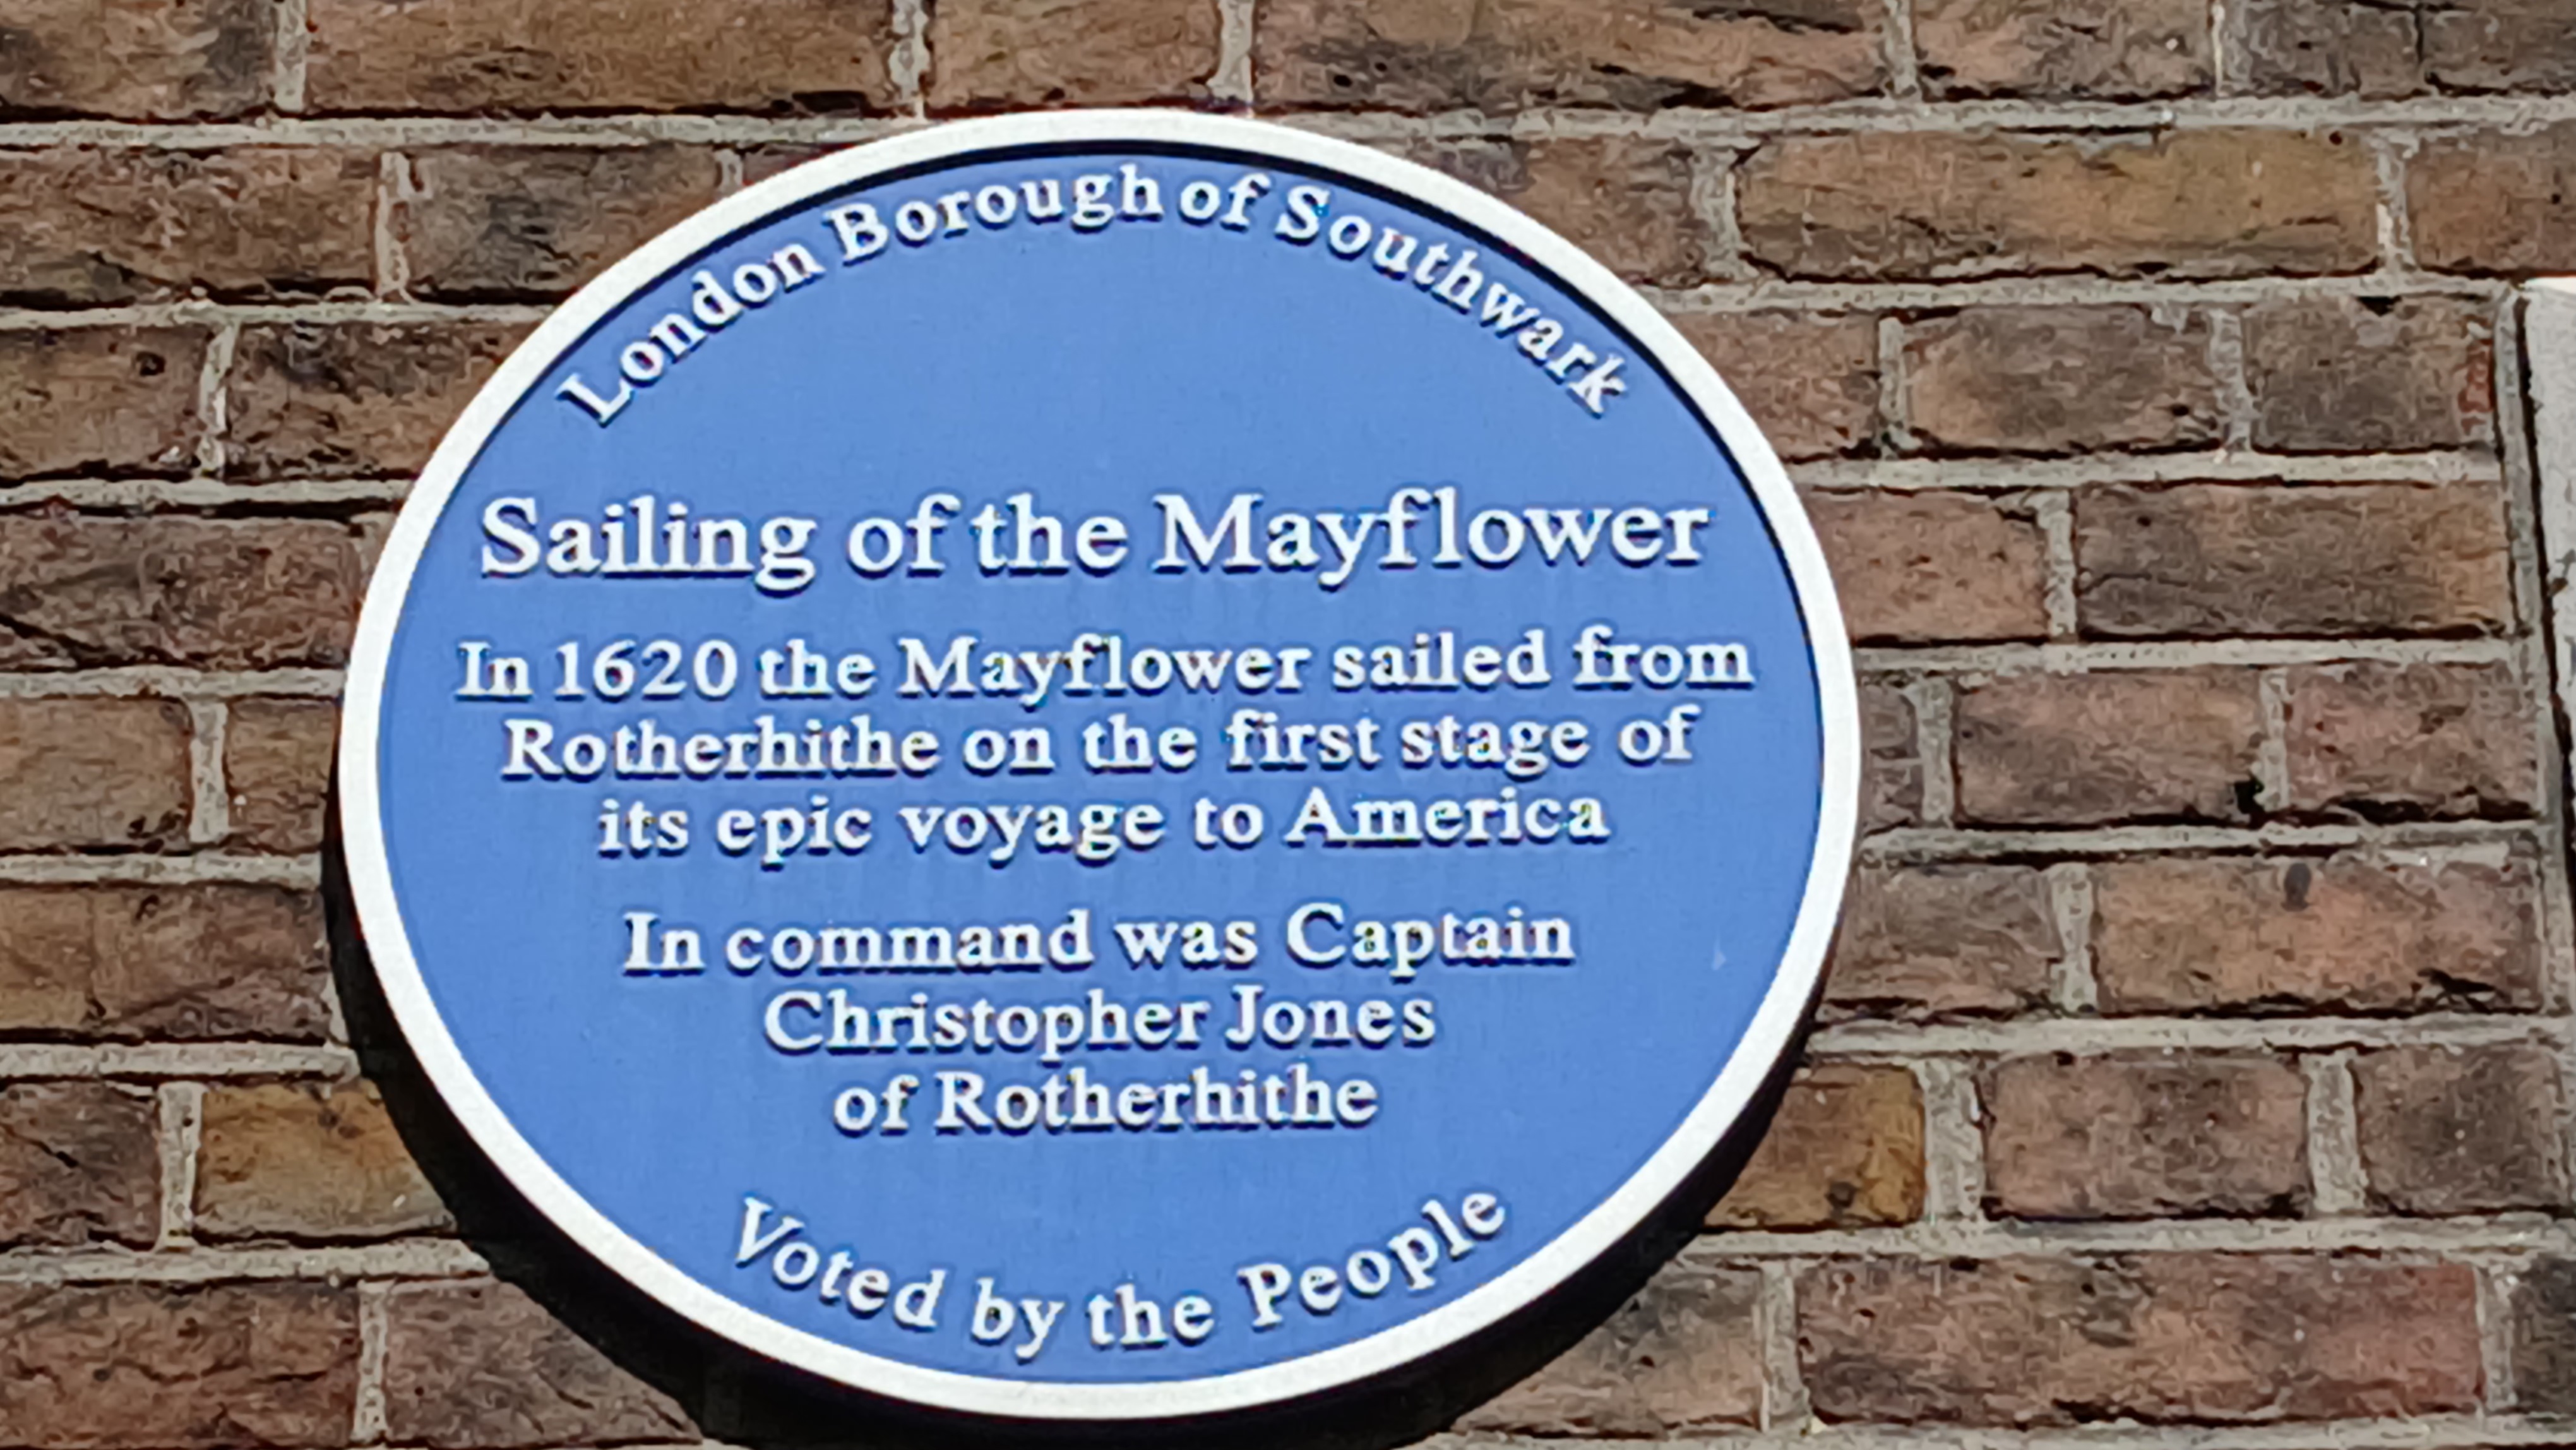 London Borough of Southwark
Sailing of the Mayflower
In 1620 the Mayflower sailed from
Rotherhithe on the first stage of
its epic voyage to America
In command was Captain
Christopher Jones
of Rotherhithe
Voted by the People